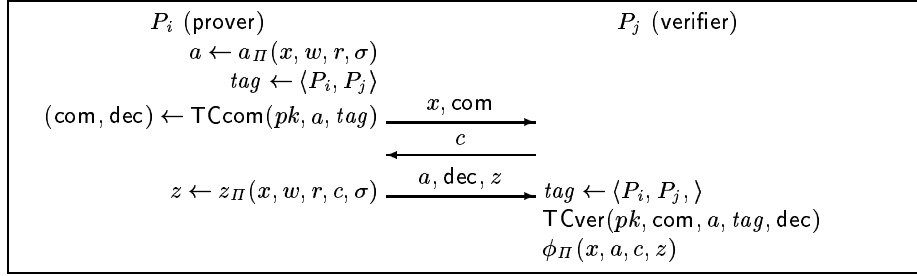 P_i (prover) P_j (verifier)
a ← a_Π(x, w, r, σ)
tag ← ⟨P_i, P_j⟩
(com, dec) ← TCcom(pk, a, tag) x, com
c
z ← z_Π(x, w, r, c, σ) a, dec, z tag ← ⟨P_i, P_j, ⟩
TCver(pk, com, a, tag, dec)
ϕ_Π(x, a, c, z)